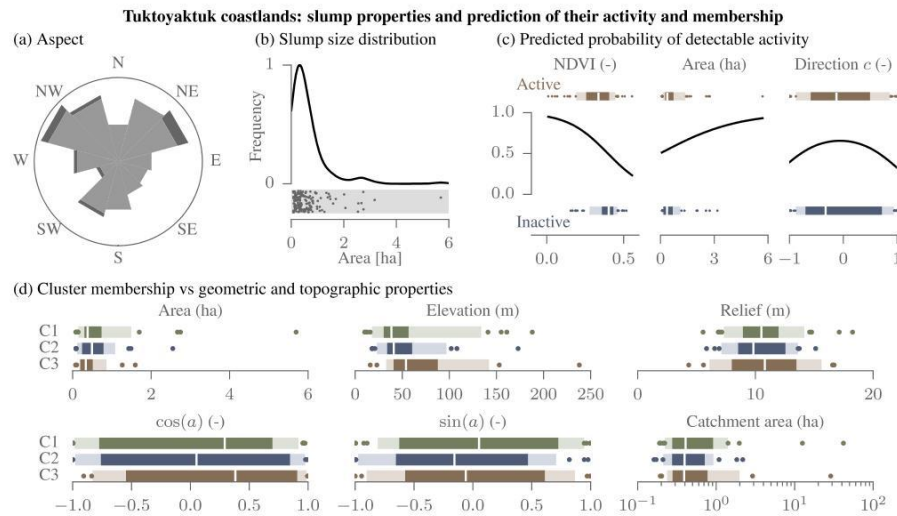 Tuktoyaktuk coastlands: slump properties and prediction of their activity and membership
(a) Aspect
N
NE
E
SE
S
SW
W
NW
(b) Slump size distribution
1
Frequency
0
0 2 4 6
Area [ha]
(c) Predicted probability of detectable activity
NDVI (-) Area (ha) Direction c (-)
Active
1.0
0.5
0.0
Inactive
0.0 0.5 0 3 6 −1 0 1
(d) Cluster membership vs geometric and topographic properties
Area (ha) Elevation (m) Relief (m)
C1
C2
C3
0 2 4 6 0 50 100 150 200 250 0 10 20
cos(a) (-) sin(a) (-) Catchment area (ha)
C1
C2
C3
−1.0 −0.5 0.0 0.5 1.0 −1.0 −0.5 0.0 0.5 1.0 10⁻¹ 10⁰ 10¹ 10²